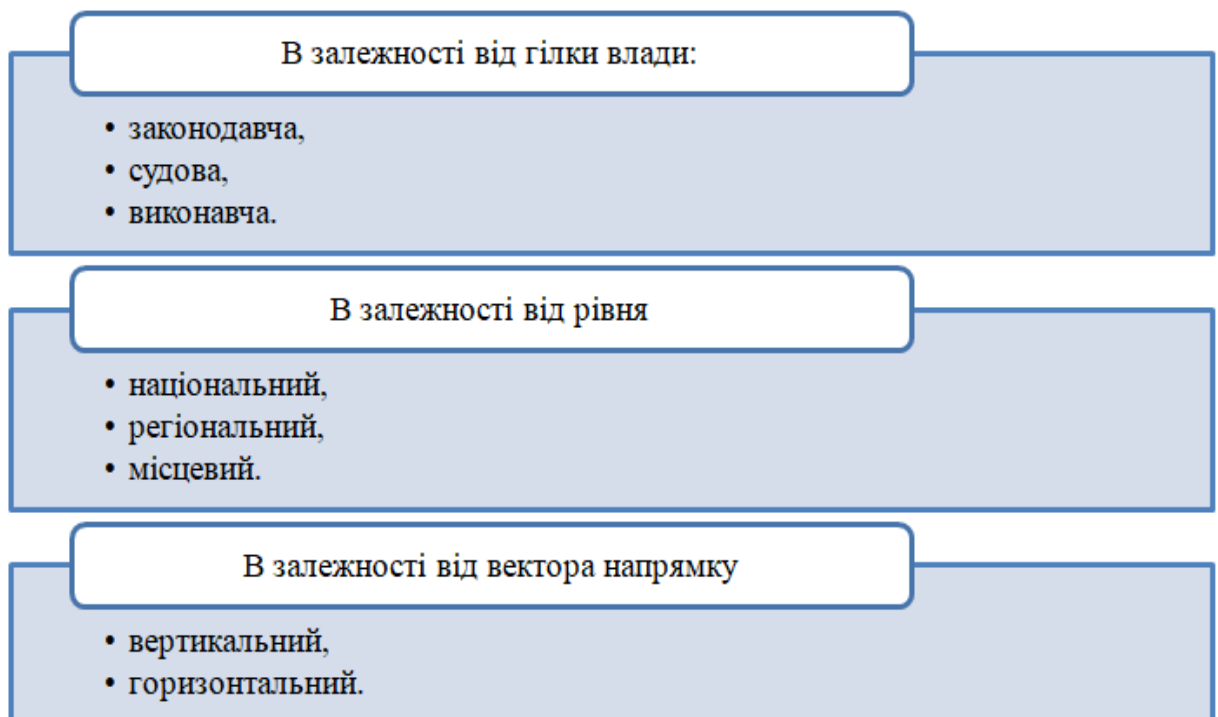 В залежності від гілки влади:
• законодавча,
• судова,
• виконавча.
В залежності від рівня
• національний,
• регіональний,
• місцевий.
В залежності від вектора напрямку
• вертикальний,
• горизонтальний.